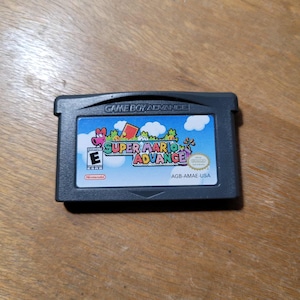 GAME BOY ADVANCE
SUPER MARIO
ADVANCE
E
Nintendo
AGB-AMAE-USA